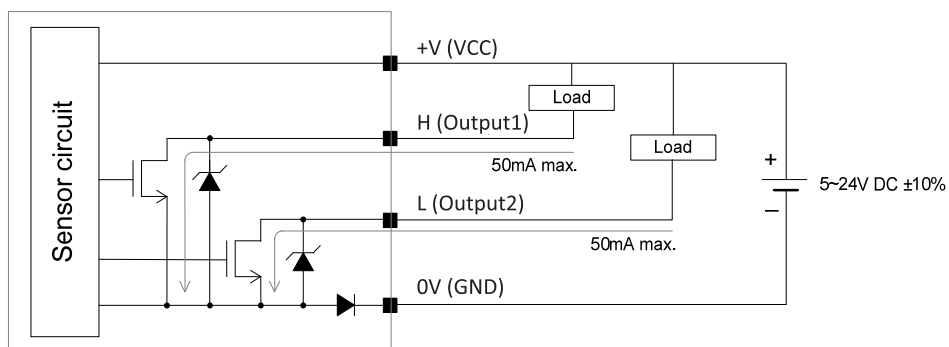 Sensor circuit
+V (VCC)
Load
H (Output1)
Load
50mA max.
+
5~24V DC ±10%
–
L (Output2)
50mA max.
0V (GND)